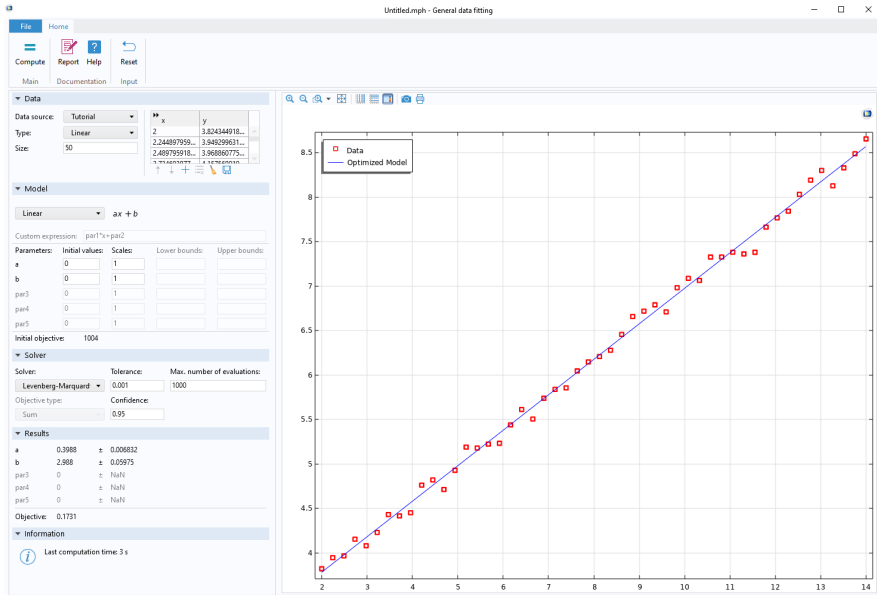 Untitled.mph - General data fitting
File Home
Compute Report Help Reset
Main Documentation Input
Data
Data source: Tutorial
Type: Linear
Size: 50
x y
2 3.824344918...
2.244897959... 3.949299631...
2.489795918... 3.968860775...
Model
Linear ax + b
Custom expression: par1*x+par2
Parameters: Initial values: Scales: Lower bounds: Upper bounds:
a 0 1
b 0 1
par3 0 1
par4 0 1
par5 0 1
Initial objective: 1004
Solver
Solver: Tolerance: Max. number of evaluations:
Levenberg-Marquard 0.001 1000
Objective type: Confidence:
Sum 0.95
Results
a 0.3988 ± 0.006832
b 2.988 ± 0.05975
par3 0 ± NaN
par4 0 ± NaN
par5 0 ± NaN
Objective: 0.1731
Information
Last computation time: 3 s
Data
Optimized Model
8.5
8
7.5
7
6.5
6
5.5
5
4.5
4
2 3 4 5 6 7 8 9 10 11 12 13 14